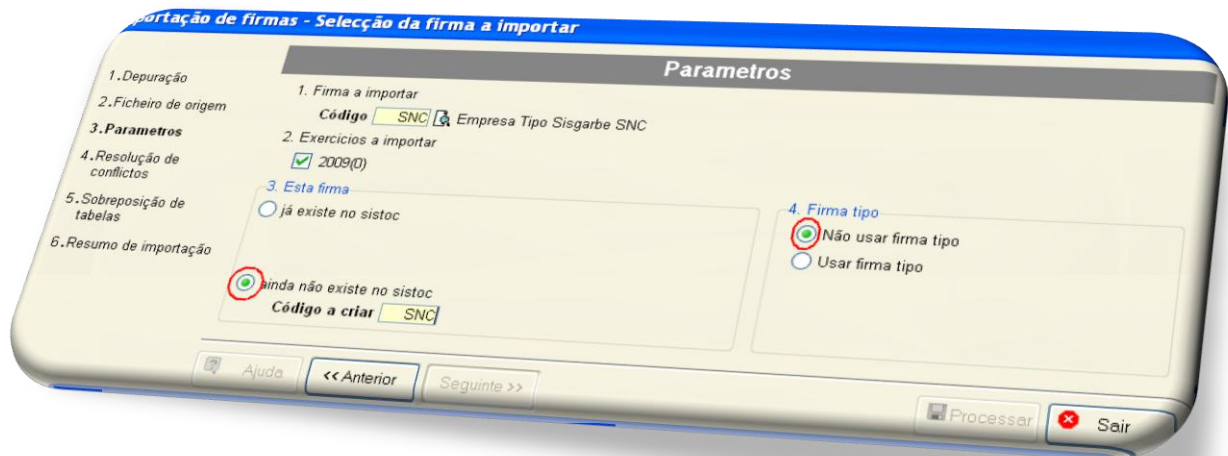 portação de firmas - Selecção da firma a importar
Parametros
1.Depuração
2.Ficheiro de origem
3.Parametros
4.Resolução de
conflictos
5.Sobreposição de
tabelas
6.Resumo de importação
1. Firma a importar
Código SNC Empresa Tipo Sisgarbe SNC
2. Exercicios a importar
2009(0)
3. Esta firma
já existe no sistoc
ainda não existe no sistoc
Código a criar SNC
4. Firma tipo
Não usar firma tipo
Usar firma tipo
Ajuda
<< Anterior
Seguinte >>
Processar
Sair